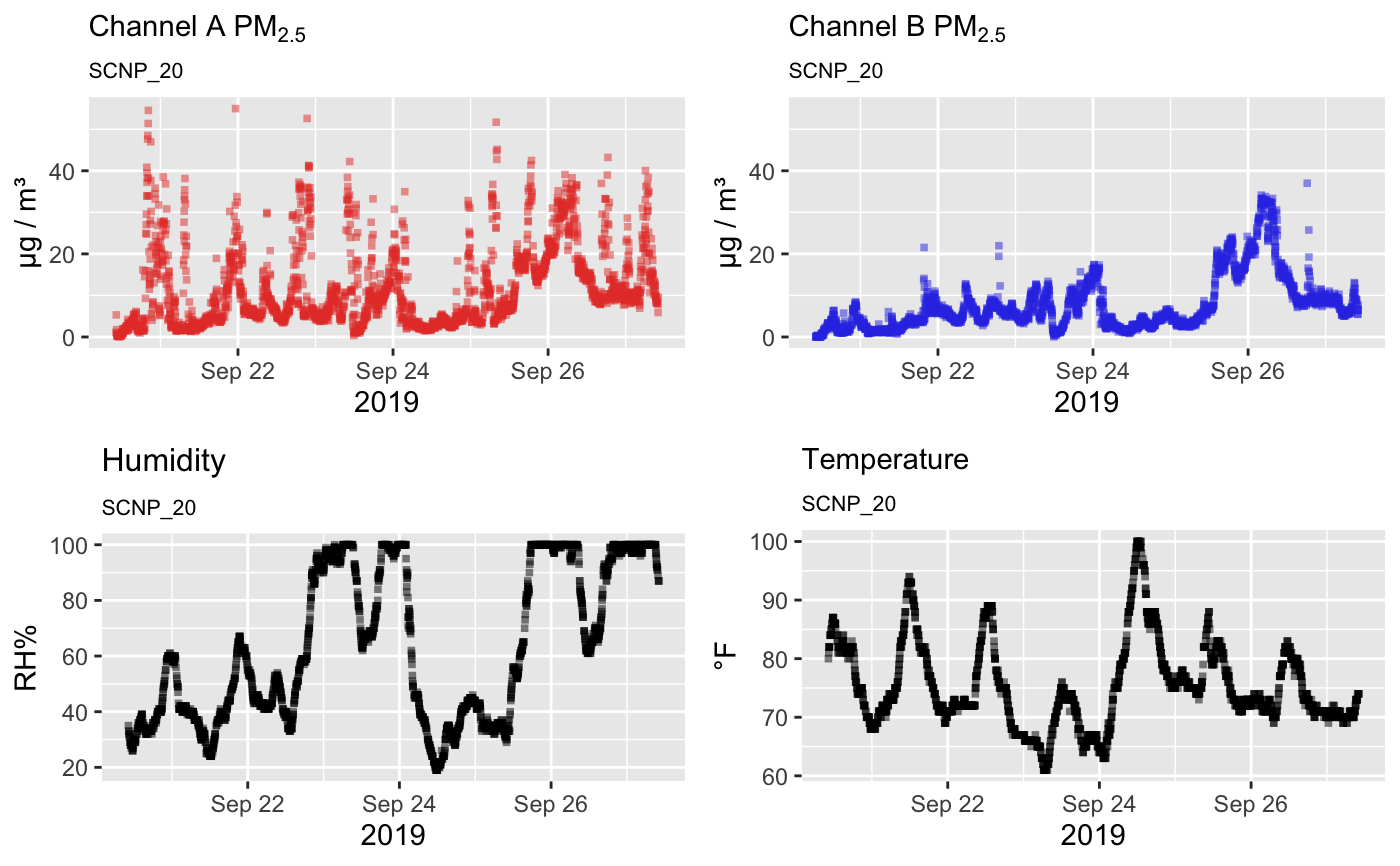 Channel A PM2.5
SCNP_20
µg / m³
40
20
0
Sep 22 Sep 24 Sep 26
2019
Channel B PM2.5
SCNP_20
µg / m³
40
20
0
Sep 22 Sep 24 Sep 26
2019
Humidity
SCNP_20
RH%
100
80
60
40
20
Sep 22 Sep 24 Sep 26
2019
Temperature
SCNP_20
°F
100
90
80
70
60
Sep 22 Sep 24 Sep 26
2019